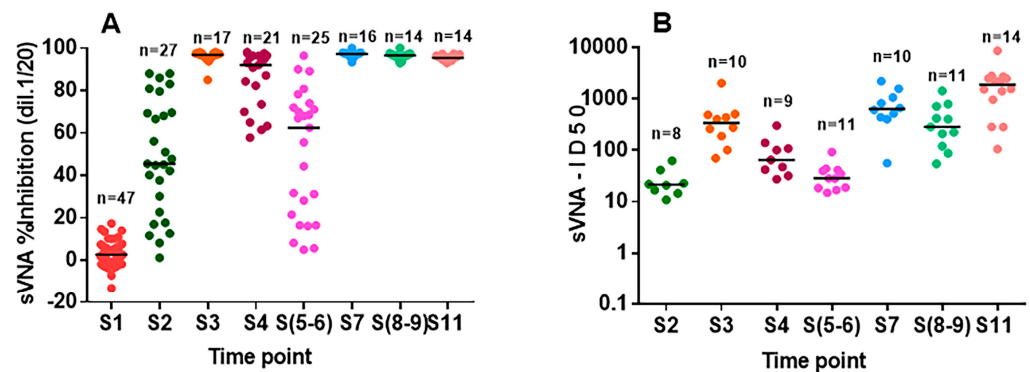 A
sVNA %Inhibition (dil.1/20)
100
80
60
40
20
0
-20
n=47
n=27
n=17
n=21
n=25
n=16
n=14
n=14
S1 S2 S3 S4 S(5-6) S7 S(8-9) S11
Time point
B
sVNA - I D 5 0
10000
1000
100
10
1
0.1
n=8
n=10
n=9
n=11
n=10
n=11
n=14
S2 S3 S4 S(5-6) S7 S(8-9) S11
Time point